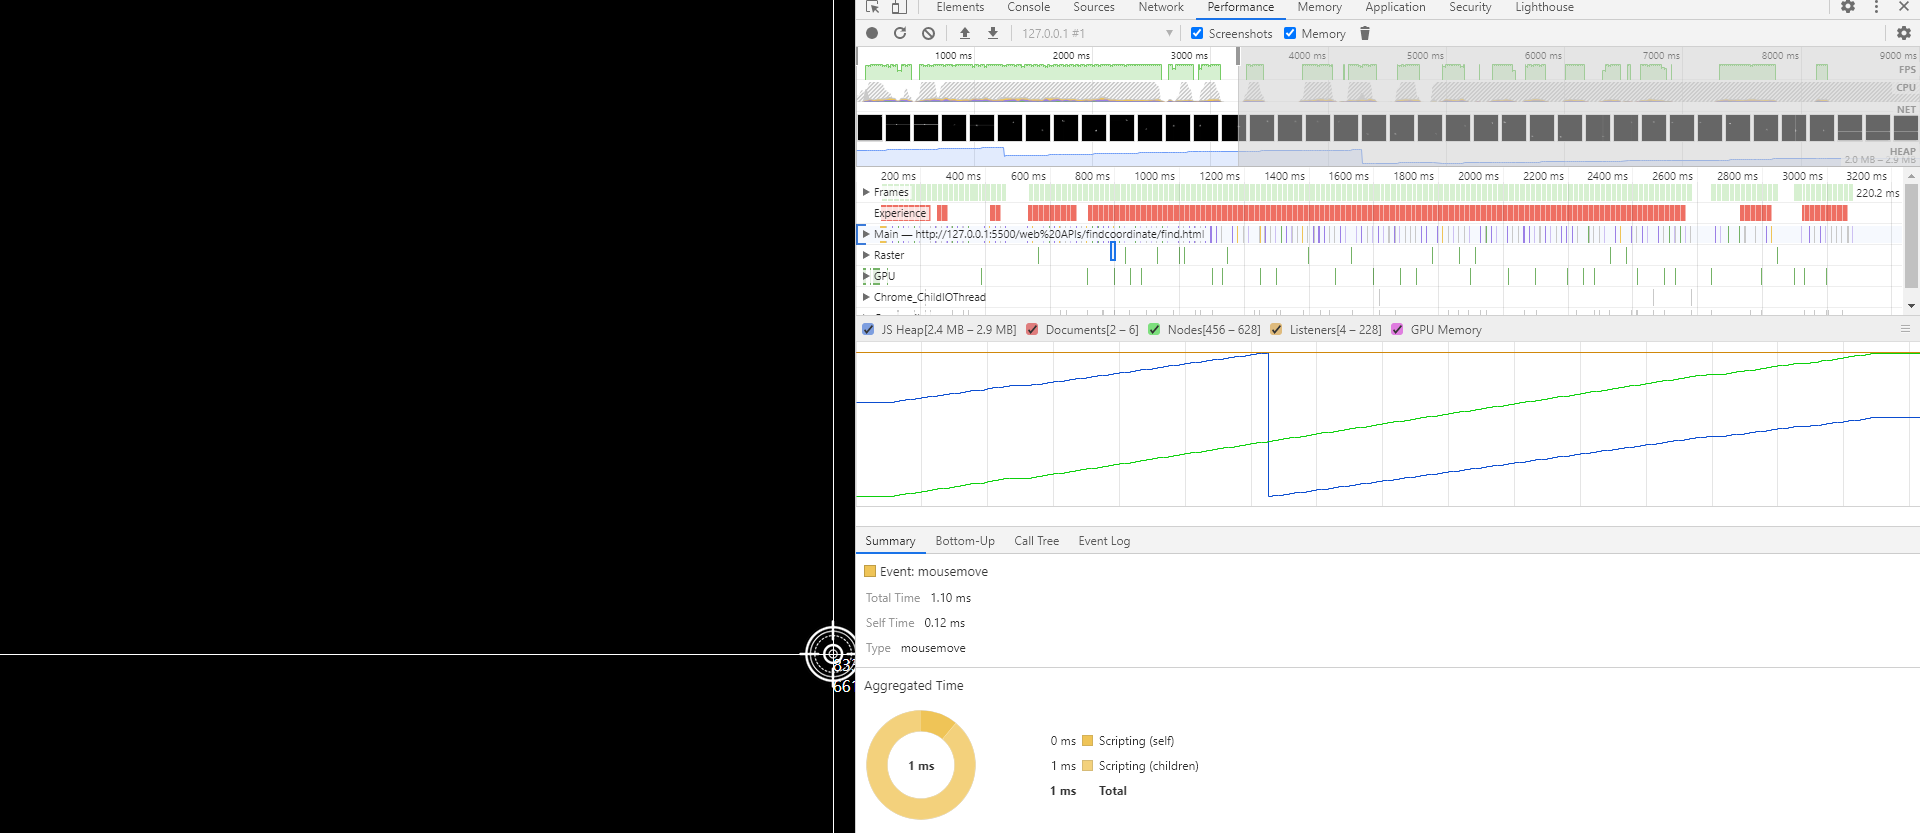 Elements Console Sources Network Performance Memory Application Security Lighthouse
127.0.0.1 #1 Screenshots Memory
1000 ms 2000 ms 3000 ms 4000 ms 5000 ms 6000 ms 7000 ms 8000 ms 9000 ms
FPS
CPU
NET
HEAP
2.0 MB – 2.9 MB
200 ms 400 ms 600 ms 800 ms 1000 ms 1200 ms 1400 ms 1600 ms 1800 ms 2000 ms 2200 ms 2400 ms 2600 ms 2800 ms 3000 ms 3200 ms
Frames 220.2 ms
Experience
Main — http://127.0.0.1:5500/web%20APIs/findcoordinate/find.html
Raster
GPU
Chrome_ChildIOThread
JS Heap[2.4 MB – 2.9 MB] Documents[2 – 6] Nodes[456 – 628] Listeners[4 – 228] GPU Memory
Summary Bottom-Up Call Tree Event Log
Event: mousemove
Total Time 1.10 ms
Self Time 0.12 ms
Type mousemove
Aggregated Time
1 ms
0 ms Scripting (self)
1 ms Scripting (children)
1 ms Total